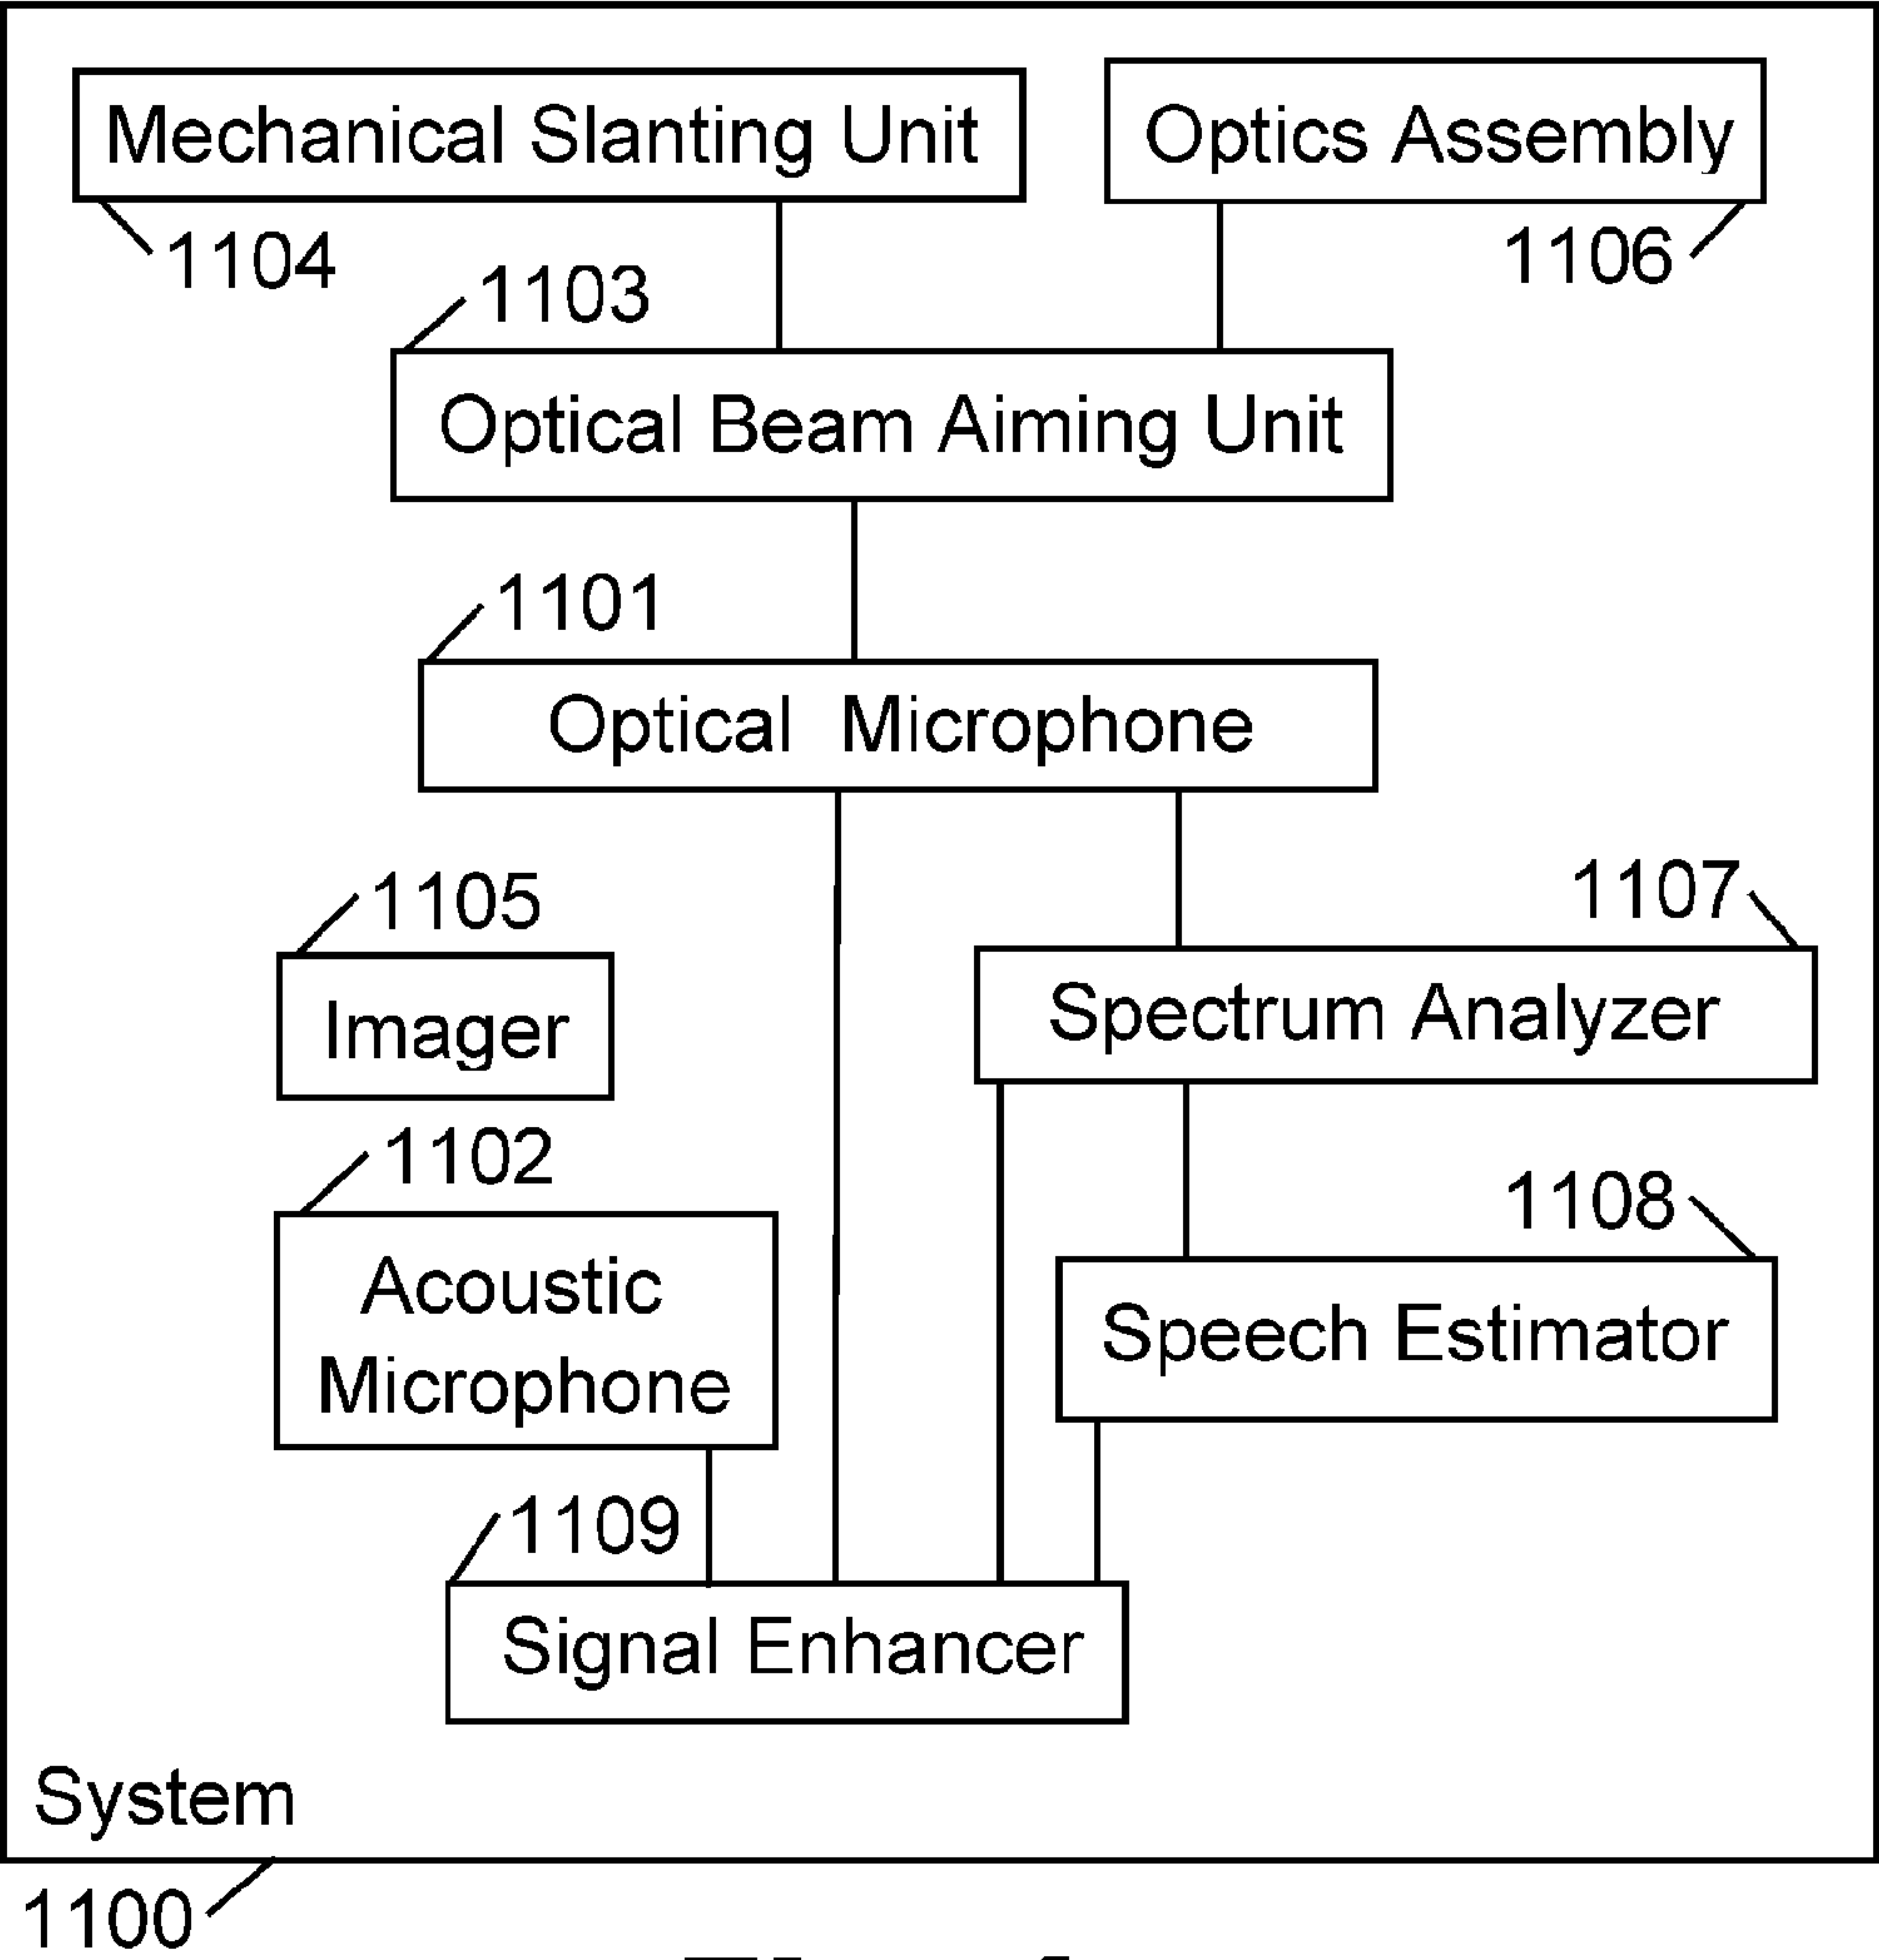 Mechanical Slanting Unit
Optics Assembly
1104
1106
1103
Optical Beam Aiming Unit
1101
Optical Microphone
1105
1107
Imager
Spectrum Analyzer
1102
1108
Acoustic
Microphone
Speech Estimator
1109
Signal Enhancer
System
1100